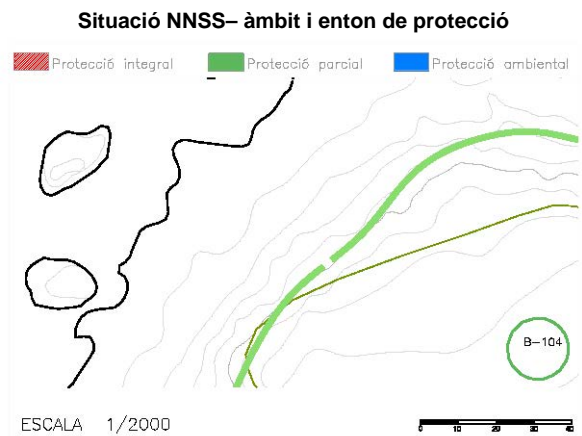 Situació NNSS– àmbit i enton de protecció
Protecció integral Protecció parcial Protecció ambiental
B–104
ESCALA 1/2000
0 10 20 30 40